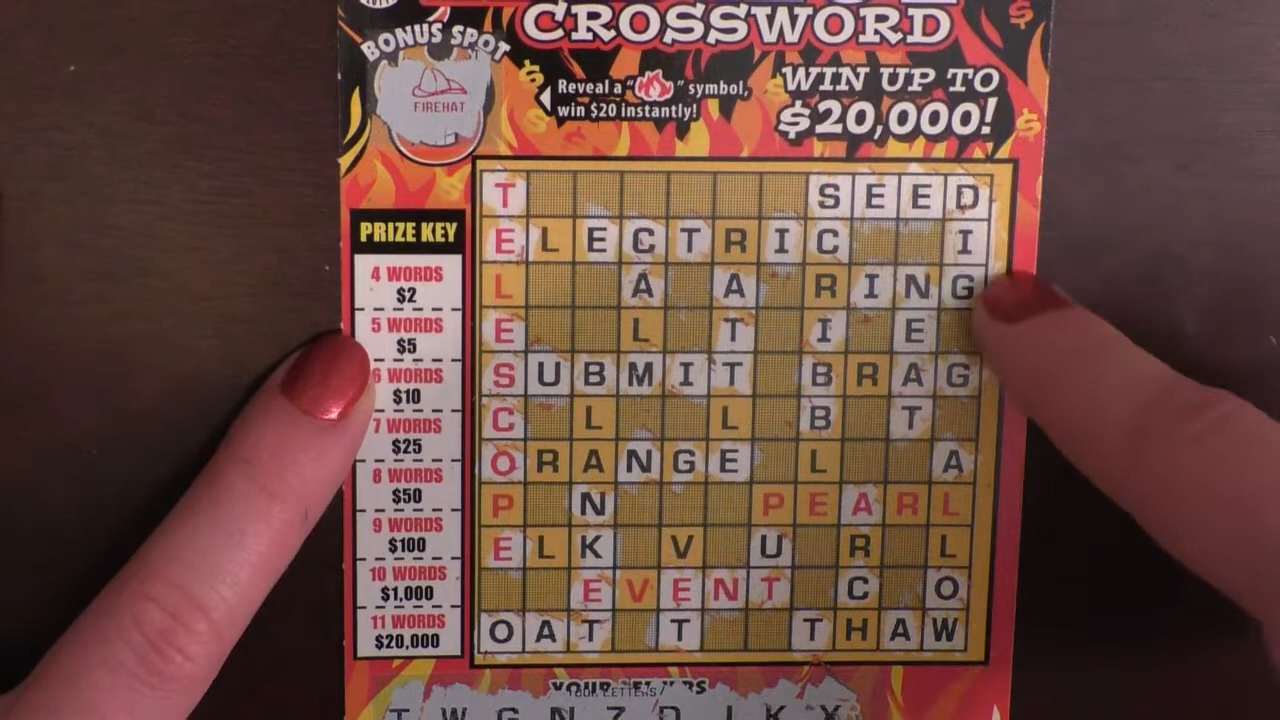 CROSSWORD
BONUS SPOT
FIREHAT
Reveal a " " symbol,
win $20 instantly!
WIN UP TO
$20,000!
PRIZE KEY
4 WORDS
$2
5 WORDS
$5
6 WORDS
$10
7 WORDS
$25
8 WORDS
$50
9 WORDS
$100
10 WORDS
$1,000
11 WORDS
$20,000
T S E E D
E L E C T R I C I
L A A R I N G
E L T I E
S U B M I T B R A G
C L L B T
O R A N G E L A
P N P E A R L
E L K V U R L
E V E N T C O
O A T T T H A W
YOUR LETTERS
T W G N Z D J K X